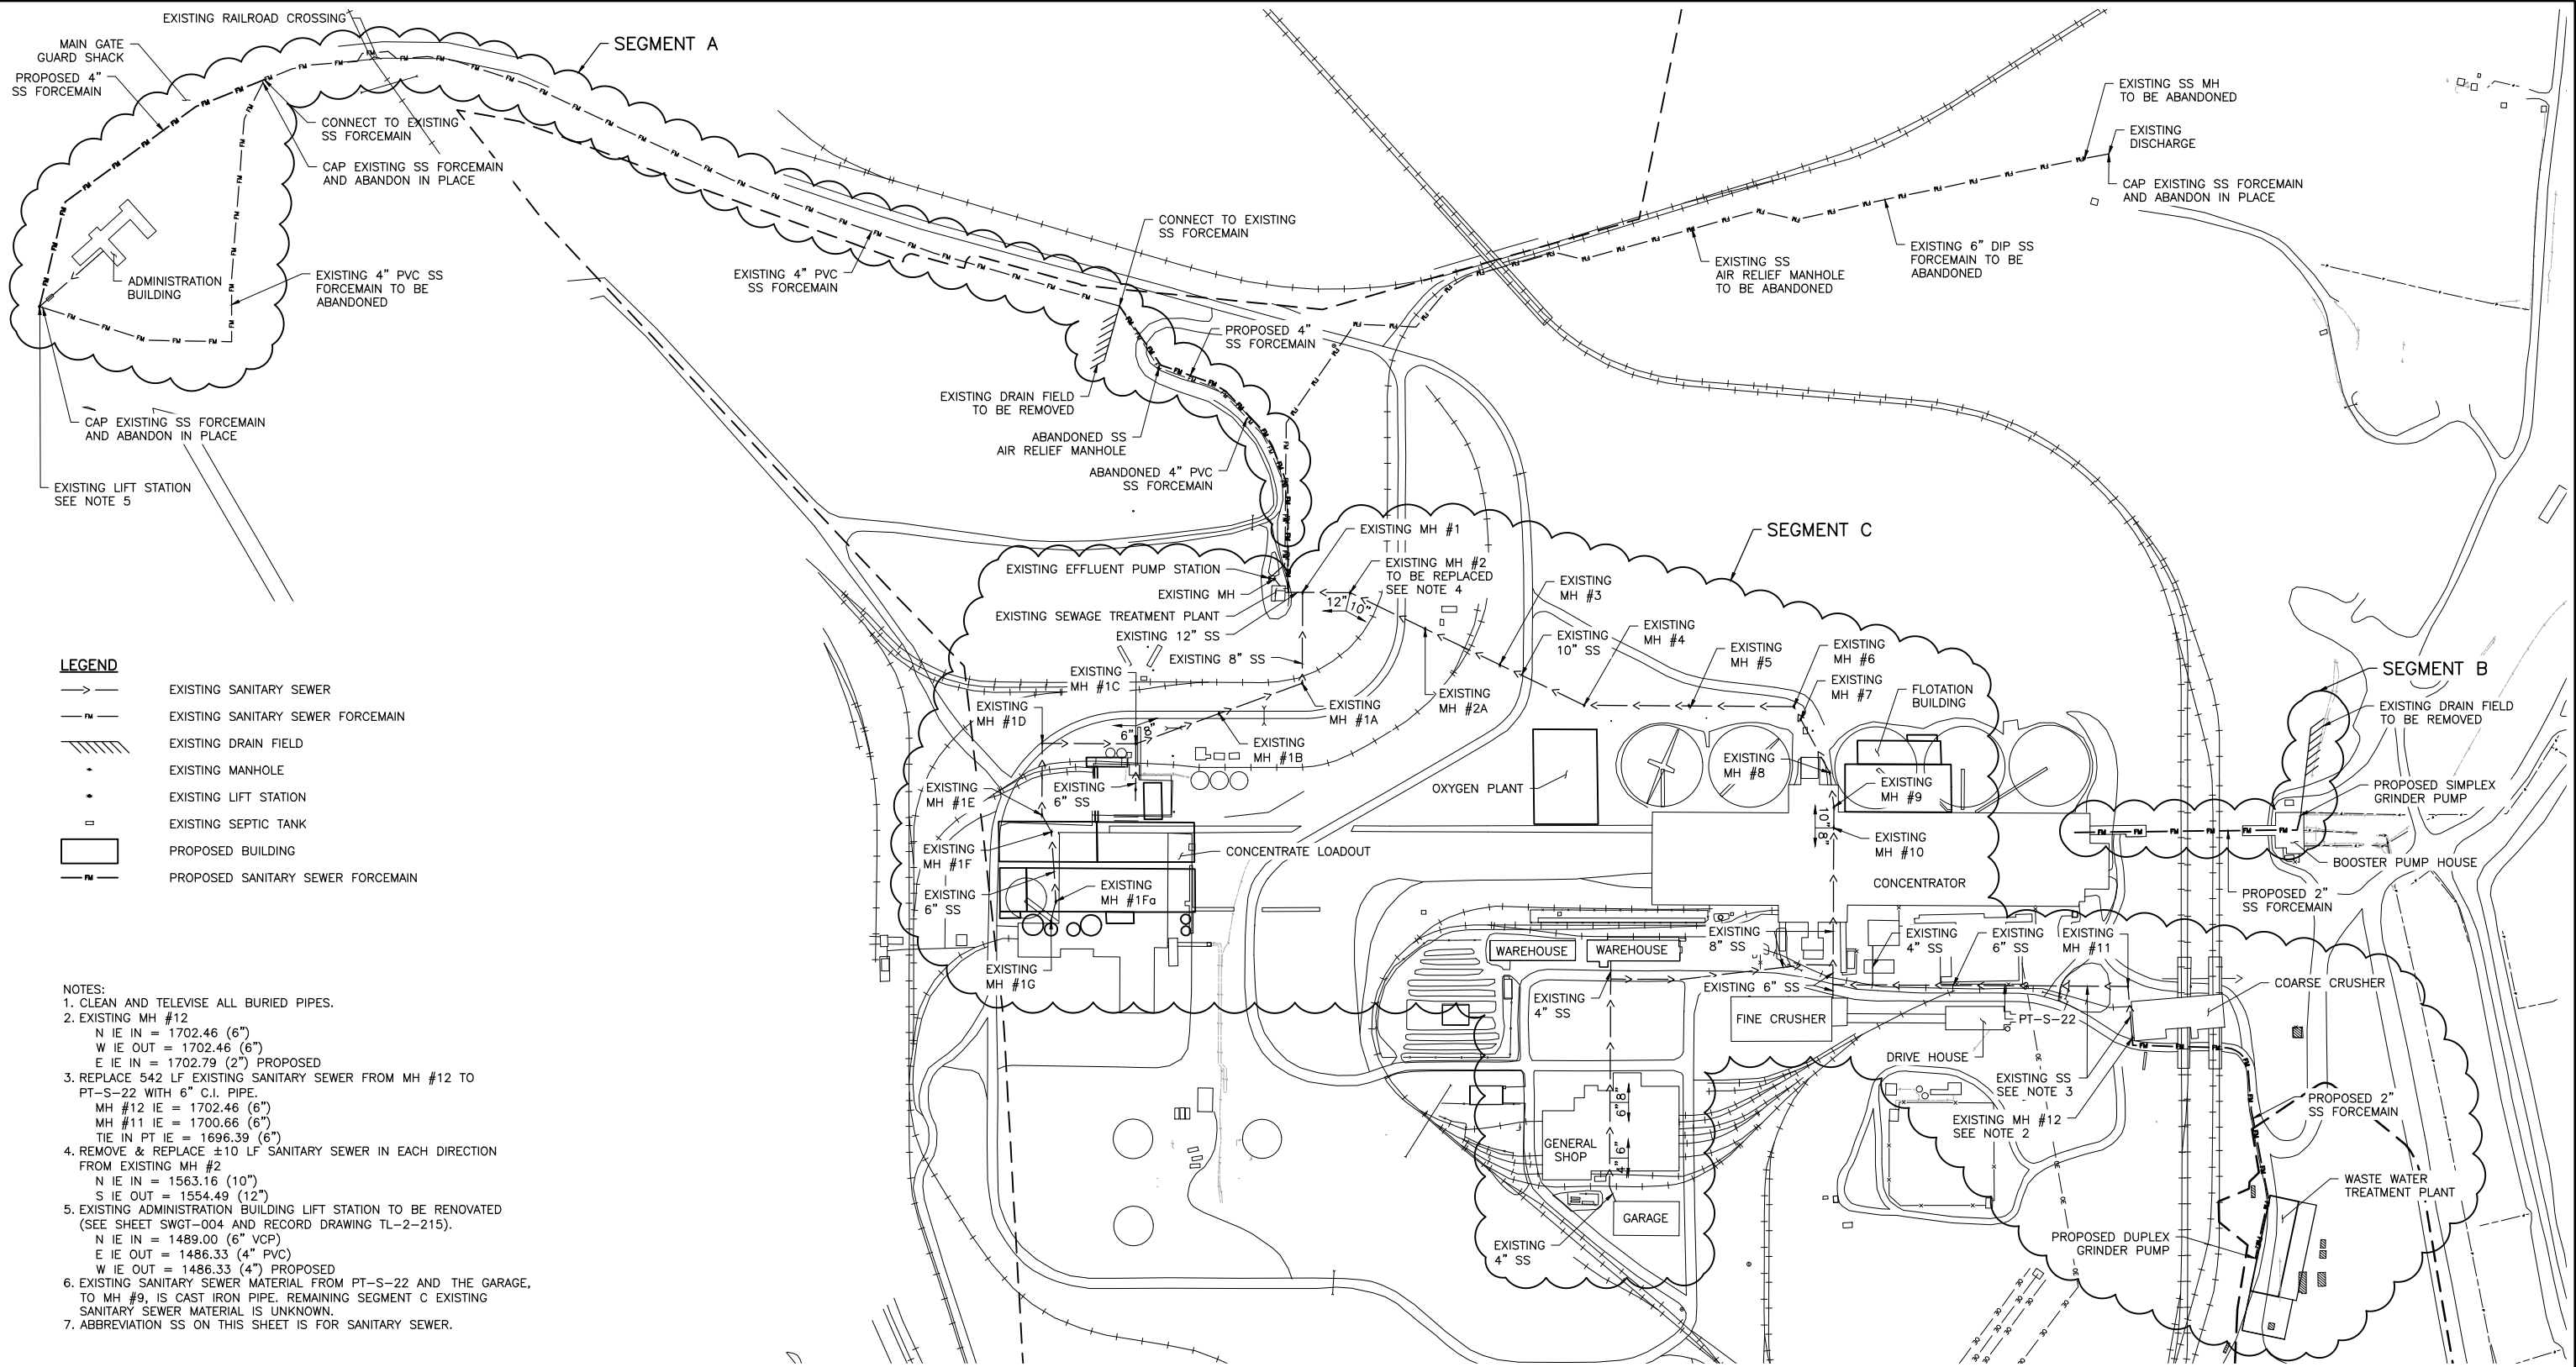 EXISTING RAILROAD CROSSING
MAIN GATE
GUARD SHACK
PROPOSED 4"
SS FORCEMAIN
SEGMENT A
CONNECT TO EXISTING
SS FORCEMAIN
CAP EXISTING SS FORCEMAIN
AND ABANDON IN PLACE
ADMINISTRATION
BUILDING
EXISTING 4" PVC SS
FORCEMAIN TO BE
ABANDONED
CAP EXISTING SS FORCEMAIN
AND ABANDON IN PLACE
EXISTING LIFT STATION
SEE NOTE 5
EXISTING 4" PVC
SS FORCEMAIN
CONNECT TO EXISTING
SS FORCEMAIN
PROPOSED 4"
SS FORCEMAIN
EXISTING DRAIN FIELD
TO BE REMOVED
ABANDONED SS
AIR RELIEF MANHOLE
ABANDONED 4" PVC
SS FORCEMAIN
EXISTING SS MH
TO BE ABANDONED
EXISTING
DISCHARGE
CAP EXISTING SS FORCEMAIN
AND ABANDON IN PLACE
EXISTING 6" DIP SS
FORCEMAIN TO BE
ABANDONED
EXISTING SS
AIR RELIEF MANHOLE
TO BE ABANDONED
SEGMENT C
EXISTING MH #1
EXISTING EFFLUENT PUMP STATION
EXISTING MH #2
TO BE REPLACED
SEE NOTE 4
EXISTING MH
EXISTING SEWAGE TREATMENT PLANT
12"
10"
EXISTING
MH #3
EXISTING 12" SS
EXISTING 8" SS
EXISTING
10" SS
EXISTING
MH #4
EXISTING
MH #5
EXISTING
MH #6
EXISTING
MH #7
FLOTATION
BUILDING
EXISTING
MH #1C
EXISTING
MH #1D
EXISTING
MH #1A
EXISTING
MH #2A
6"
8"
EXISTING
MH #1B
EXISTING
MH #1E
EXISTING
6" SS
OXYGEN PLANT
EXISTING
MH #8
EXISTING
MH #9
10"
8"
EXISTING
MH #10
CONCENTRATOR
EXISTING
MH #1F
CONCENTRATE LOADOUT
EXISTING
6" SS
EXISTING
MH #1Fa
EXISTING
MH #1G
SEGMENT B
EXISTING DRAIN FIELD
TO BE REMOVED
PROPOSED SIMPLEX
GRINDER PUMP
BOOSTER PUMP HOUSE
PROPOSED 2"
SS FORCEMAIN
WAREHOUSE
WAREHOUSE
EXISTING
8" SS
EXISTING
4" SS
EXISTING
6" SS
EXISTING
MH #11
EXISTING
4" SS
EXISTING 6" SS
COARSE CRUSHER
FINE CRUSHER
PT-S-22
DRIVE HOUSE
EXISTING SS
SEE NOTE 3
EXISTING MH #12
SEE NOTE 2
PROPOSED 2"
SS FORCEMAIN
6"
8"
GENERAL
SHOP
4"
6"
GARAGE
EXISTING
4" SS
WASTE WATER
TREATMENT PLANT
PROPOSED DUPLEX
GRINDER PUMP
LEGEND
EXISTING SANITARY SEWER
FM EXISTING SANITARY SEWER FORCEMAIN
EXISTING DRAIN FIELD
EXISTING MANHOLE
EXISTING LIFT STATION
EXISTING SEPTIC TANK
PROPOSED BUILDING
FM PROPOSED SANITARY SEWER FORCEMAIN
NOTES:
1. CLEAN AND TELEVISE ALL BURIED PIPES.
2. EXISTING MH #12
N IE IN = 1702.46 (6")
W IE OUT = 1702.46 (6")
E IE IN = 1702.79 (2") PROPOSED
3. REPLACE 542 LF EXISTING SANITARY SEWER FROM MH #12 TO
PT-S-22 WITH 6" C.I. PIPE.
MH #12 IE = 1702.46 (6")
MH #11 IE = 1700.66 (6")
TIE IN PT IE = 1696.39 (6")
4. REMOVE & REPLACE ±10 LF SANITARY SEWER IN EACH DIRECTION
FROM EXISTING MH #2
N IE IN = 1563.16 (10")
S IE OUT = 1554.49 (12")
5. EXISTING ADMINISTRATION BUILDING LIFT STATION TO BE RENOVATED
(SEE SHEET SWGT-004 AND RECORD DRAWING TL-2-215).
N IE IN = 1489.00 (6" VCP)
E IE OUT = 1486.33 (4" PVC)
W IE OUT = 1486.33 (4") PROPOSED
6. EXISTING SANITARY SEWER MATERIAL FROM PT-S-22 AND THE GARAGE,
TO MH #9, IS CAST IRON PIPE. REMAINING SEGMENT C EXISTING
SANITARY SEWER MATERIAL IS UNKNOWN.
7. ABBREVIATION SS ON THIS SHEET IS FOR SANITARY SEWER.